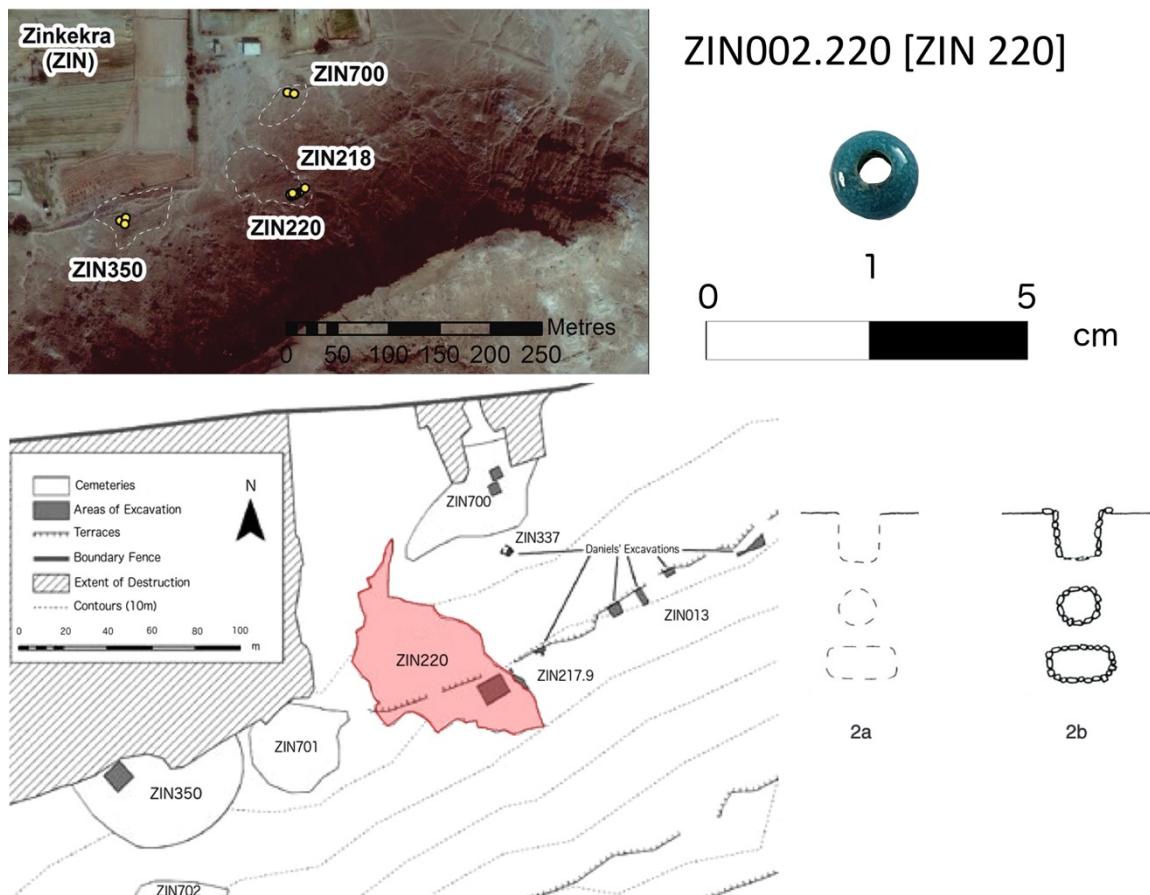 Zinkekra
(ZIN)
ZIN700
ZIN218
ZIN220
ZIN350
Metres
0 50 100 150 200 250
ZIN002.220 [ZIN 220]
1
0 5
cm
Cemeteries
Areas of Excavation
Terraces
Boundary Fence
Extent of Destruction
Contours (10m)
N
0 20 40 60 80 100
m
ZIN700
ZIN337
Daniels' Excavations
ZIN013
ZIN220
ZIN217.9
ZIN701
ZIN350
ZIN702
2a
2b